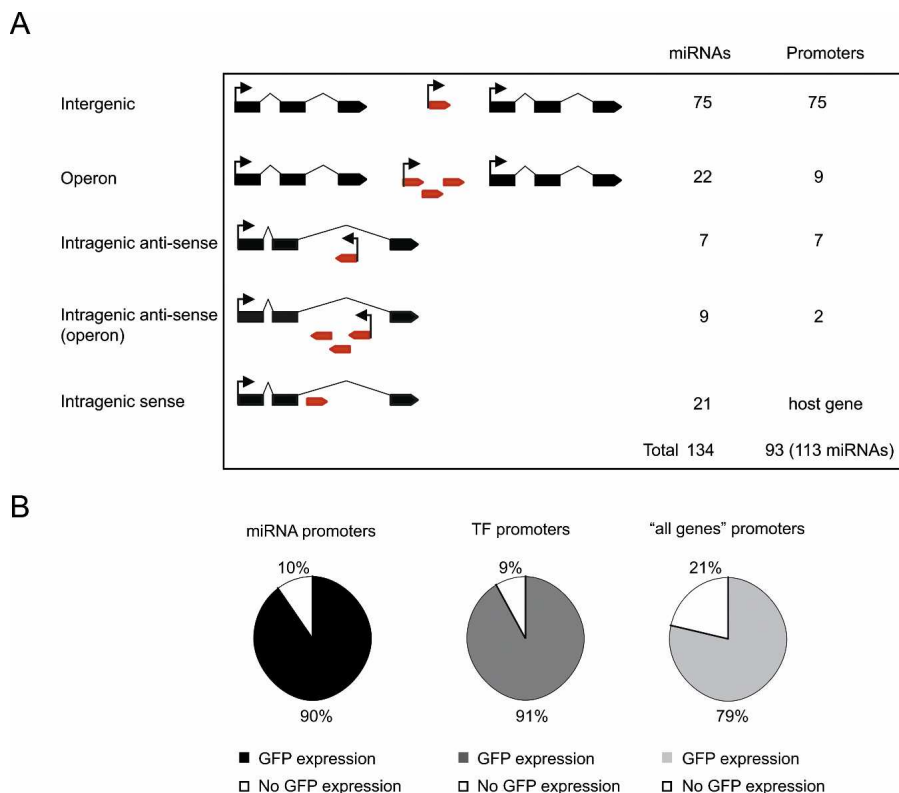 A
miRNAs Promoters
Intergenic 75 75
Operon 22 9
Intragenic anti-sense 7 7
Intragenic anti-sense
(operon) 9 2
Intragenic sense 21 host gene
Total 134 93 (113 miRNAs)
B
miRNA promoters TF promoters "all genes" promoters
10% 9% 21%
90% 91% 79%
GFP expression GFP expression GFP expression
No GFP expression No GFP expression No GFP expression